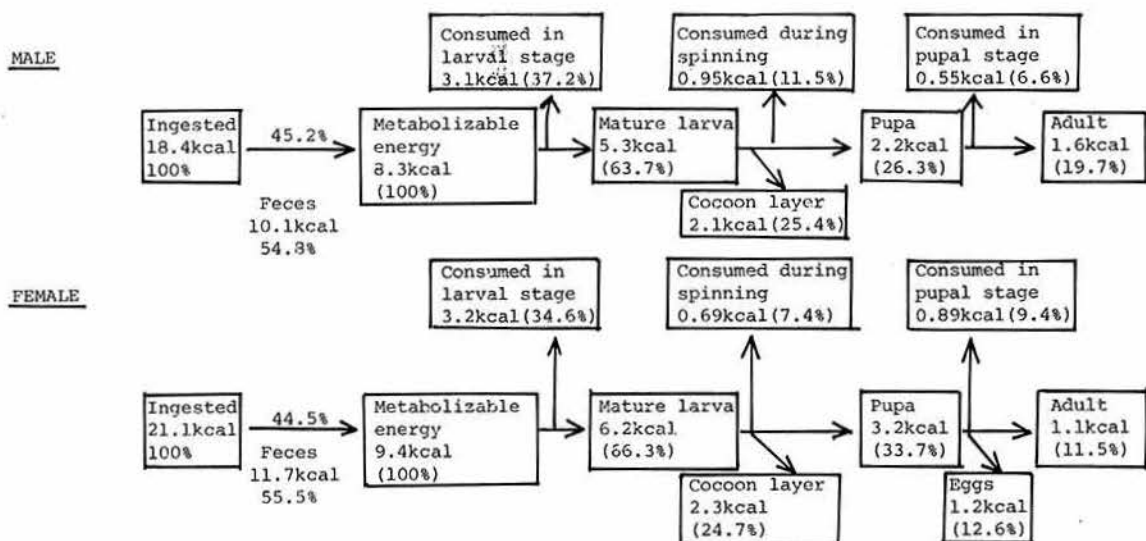 MALE
Consumed in
larval stage
3.1kcal(37.2%)
Consumed during
spinning
0.95kcal(11.5%)
Consumed in
pupal stage
0.55kcal(6.6%)
Ingested
18.4kcal
100%
45.2%
Feces
10.1kcal
54.8%
Metabolizable
energy
8.3kcal
(100%)
Mature larva
5.3kcal
(63.7%)
Cocoon layer
2.1kcal(25.4%)
Pupa
2.2kcal
(26.3%)
Adult
1.6kcal
(19.7%)
FEMALE
Consumed in
larval stage
3.2kcal(34.6%)
Consumed during
spinning
0.69kcal(7.4%)
Consumed in
pupal stage
0.89kcal(9.4%)
Ingested
21.1kcal
100%
44.5%
Feces
11.7kcal
55.5%
Metabolizable
energy
9.4kcal
(100%)
Mature larva
6.2kcal
(66.3%)
Cocoon layer
2.3kcal
(24.7%)
Pupa
3.2kcal
(33.7%)
Eggs
1.2kcal
(12.6%)
Adult
1.1kcal
(11.5%)